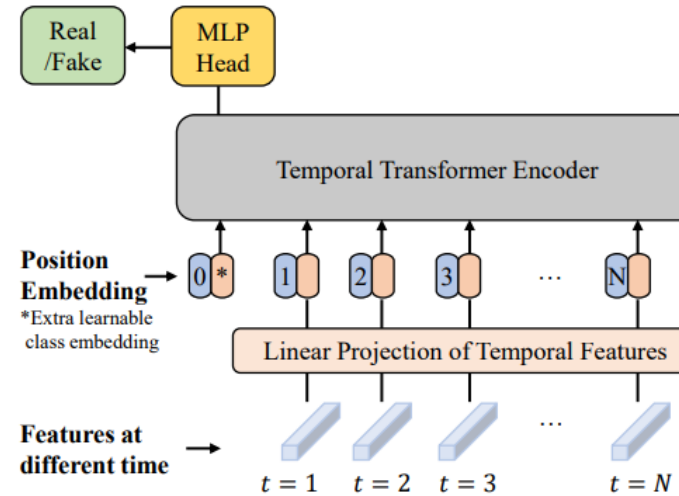 Real
/Fake
MLP
Head
Temporal Transformer Encoder
Position
Embedding
*Extra learnable
class embedding
0 * 1 2 3 ... N
Linear Projection of Temporal Features
Features at
different time
...
t = 1 t = 2 t = 3 t = N